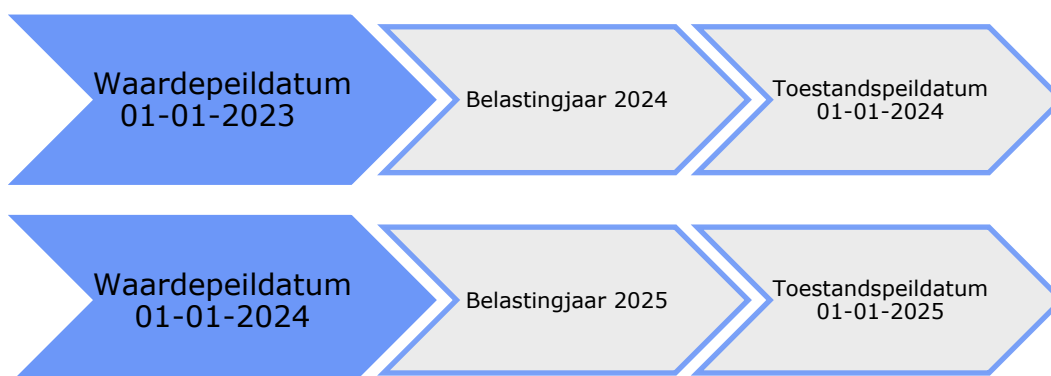 Waardepeildatum
01-01-2023
Belastingjaar 2024
Toestandspeildatum
01-01-2024
Waardepeildatum
01-01-2024
Belastingjaar 2025
Toestandspeildatum
01-01-2025